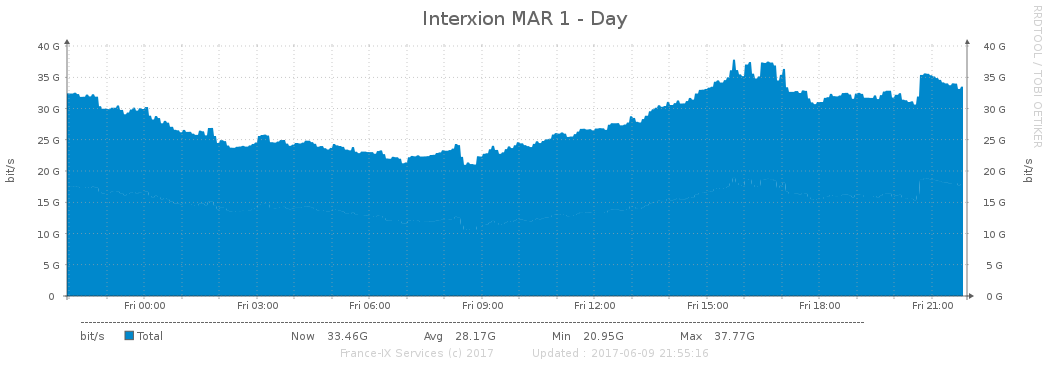 Interxion MAR 1 - Day
RRDTOOL / TOBI OETIKER
40 G 40 G
35 G 35 G
30 G 30 G
25 G 25 G
20 G 20 G
15 G 15 G
10 G 10 G
5 G 5 G
0 0 G
bit/s bit/s
Fri 00:00 Fri 03:00 Fri 06:00 Fri 09:00 Fri 12:00 Fri 15:00 Fri 18:00 Fri 21:00
bit/s Total Now 33.46G Avg 28.17G Min 20.95G Max 37.77G
France-IX Services (c) 2017 Updated : 2017-06-09 21:55:16